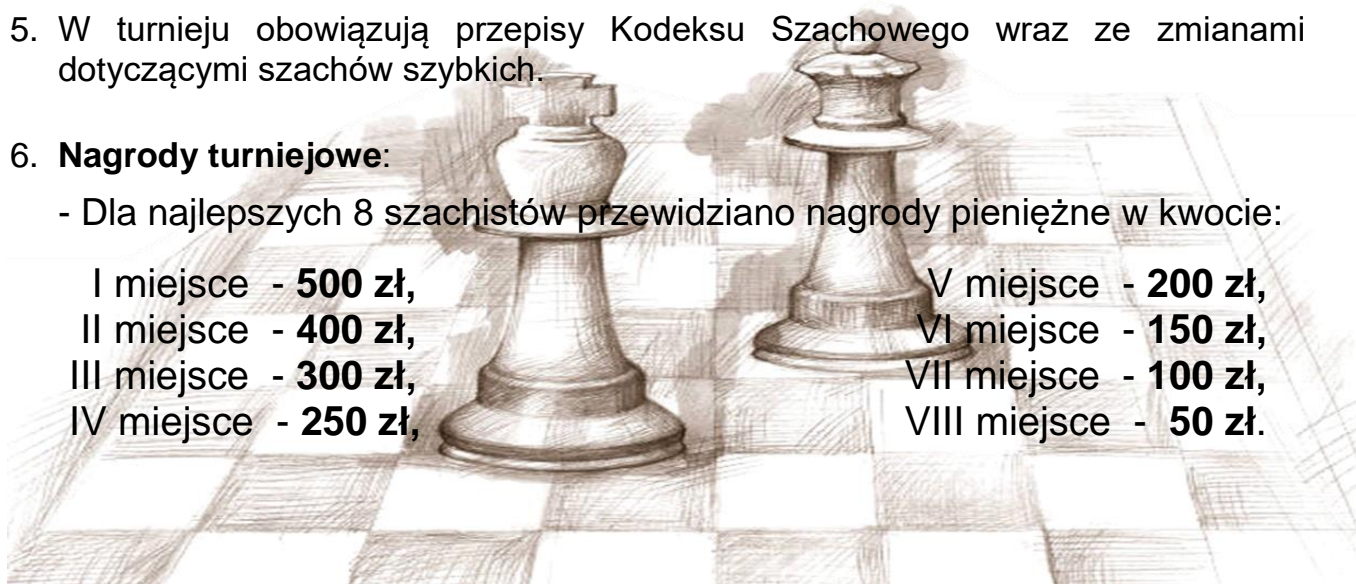 5. W turnieju obowiązują przepisy Kodeksu Szachowego wraz ze zmianami
dotyczącymi szachów szybkich.
6. Nagrody turniejowe:
- Dla najlepszych 8 szachistów przewidziano nagrody pieniężne w kwocie:
I miejsce - 500 zł,
II miejsce - 400 zł,
III miejsce - 300 zł,
IV miejsce - 250 zł,
V miejsce - 200 zł,
VI miejsce - 150 zł,
VII miejsce - 100 zł,
VIII miejsce - 50 zł.